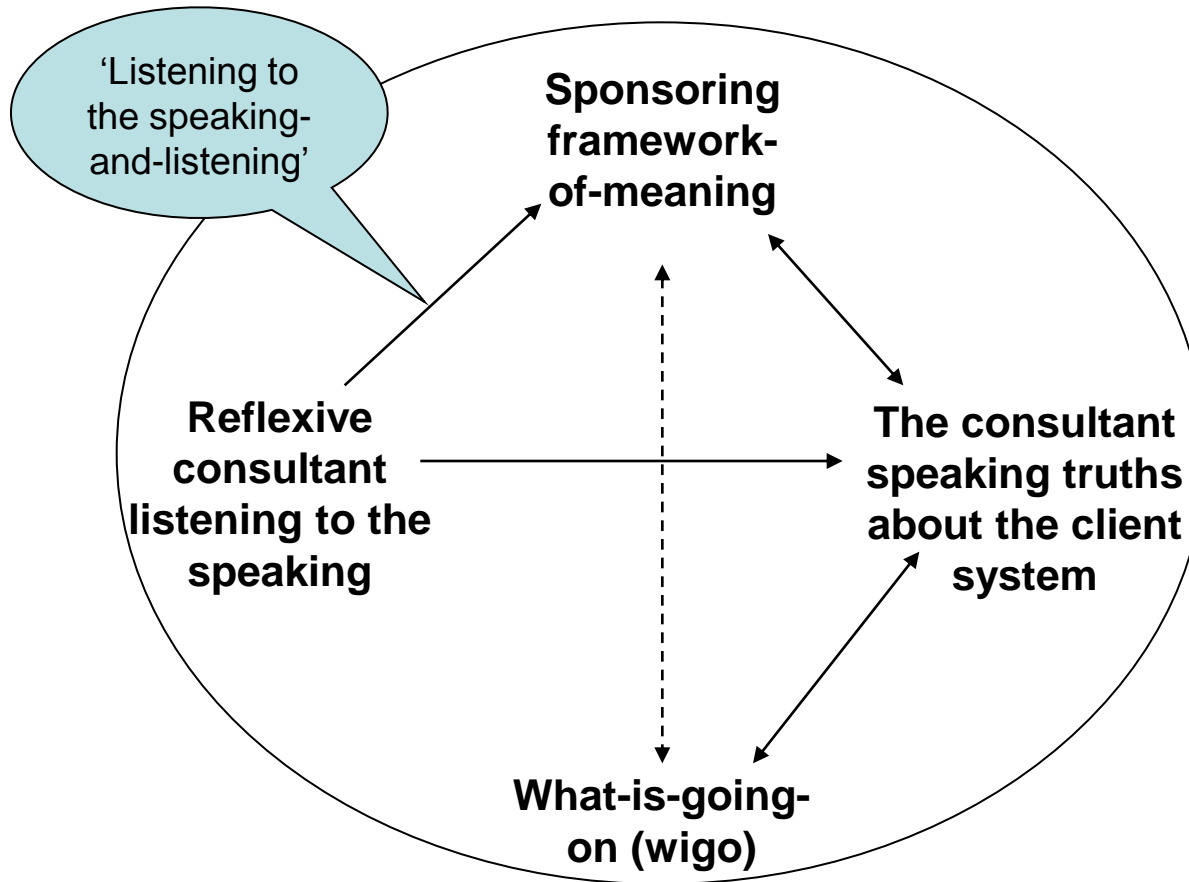 ‘Listening to
the speaking-
and-listening’
Sponsoring
framework-
of-meaning
Reflexive
consultant
listening to the
speaking
The consultant
speaking truths
about the client
system
What-is-going-
on (wigo)